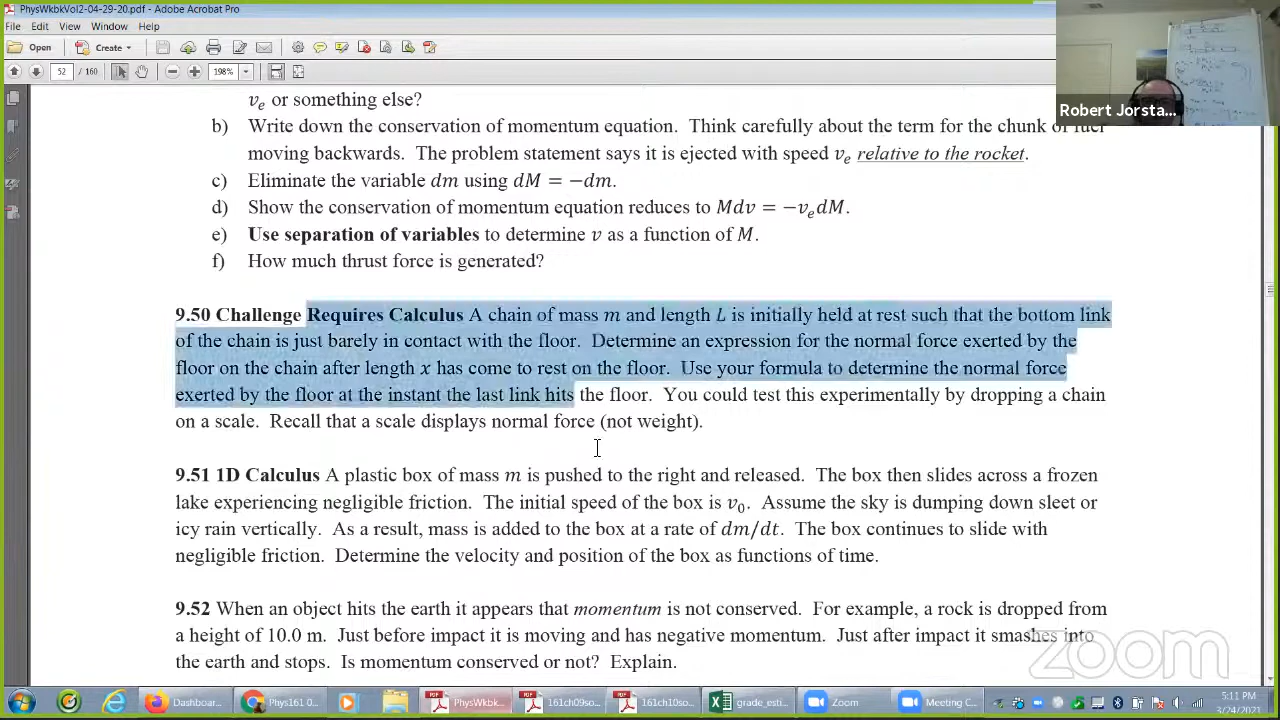 PhysWkbkVol2-04-29-20.pdf - Adobe Acrobat Pro
File Edit View Window Help
Open Create
52 / 160 198%
vₑ or something else?
b) Write down the conservation of momentum equation. Think carefully about the term for the chunk of fuel
moving backwards. The problem statement says it is ejected with speed vₑ relative to the rocket.
c) Eliminate the variable dm using dM = −dm.
d) Show the conservation of momentum equation reduces to Mdv = −vₑdM.
e) Use separation of variables to determine v as a function of M.
f) How much thrust force is generated?
9.50 Challenge Requires Calculus A chain of mass m and length L is initially held at rest such that the bottom link
of the chain is just barely in contact with the floor. Determine an expression for the normal force exerted by the
floor on the chain after length x has come to rest on the floor. Use your formula to determine the normal force
exerted by the floor at the instant the last link hits the floor. You could test this experimentally by dropping a chain
on a scale. Recall that a scale displays normal force (not weight).
9.51 1D Calculus A plastic box of mass m is pushed to the right and released. The box then slides across a frozen
lake experiencing negligible friction. The initial speed of the box is v₀. Assume the sky is dumping down sleet or
icy rain vertically. As a result, mass is added to the box at a rate of dm/dt. The box continues to slide with
negligible friction. Determine the velocity and position of the box as functions of time.
9.52 When an object hits the earth it appears that momentum is not conserved. For example, a rock is dropped from
a height of 10.0 m. Just before impact it is moving and has negative momentum. Just after impact it smashes into
the earth and stops. Is momentum conserved or not? Explain.
Robert Jorsta...
zoom
Dashboar... Phys161 0... PhysWkbk... 161ch09so... 161ch10so... grade_esti... Zoom Meeting C...
5:11 PM
3/24/2021